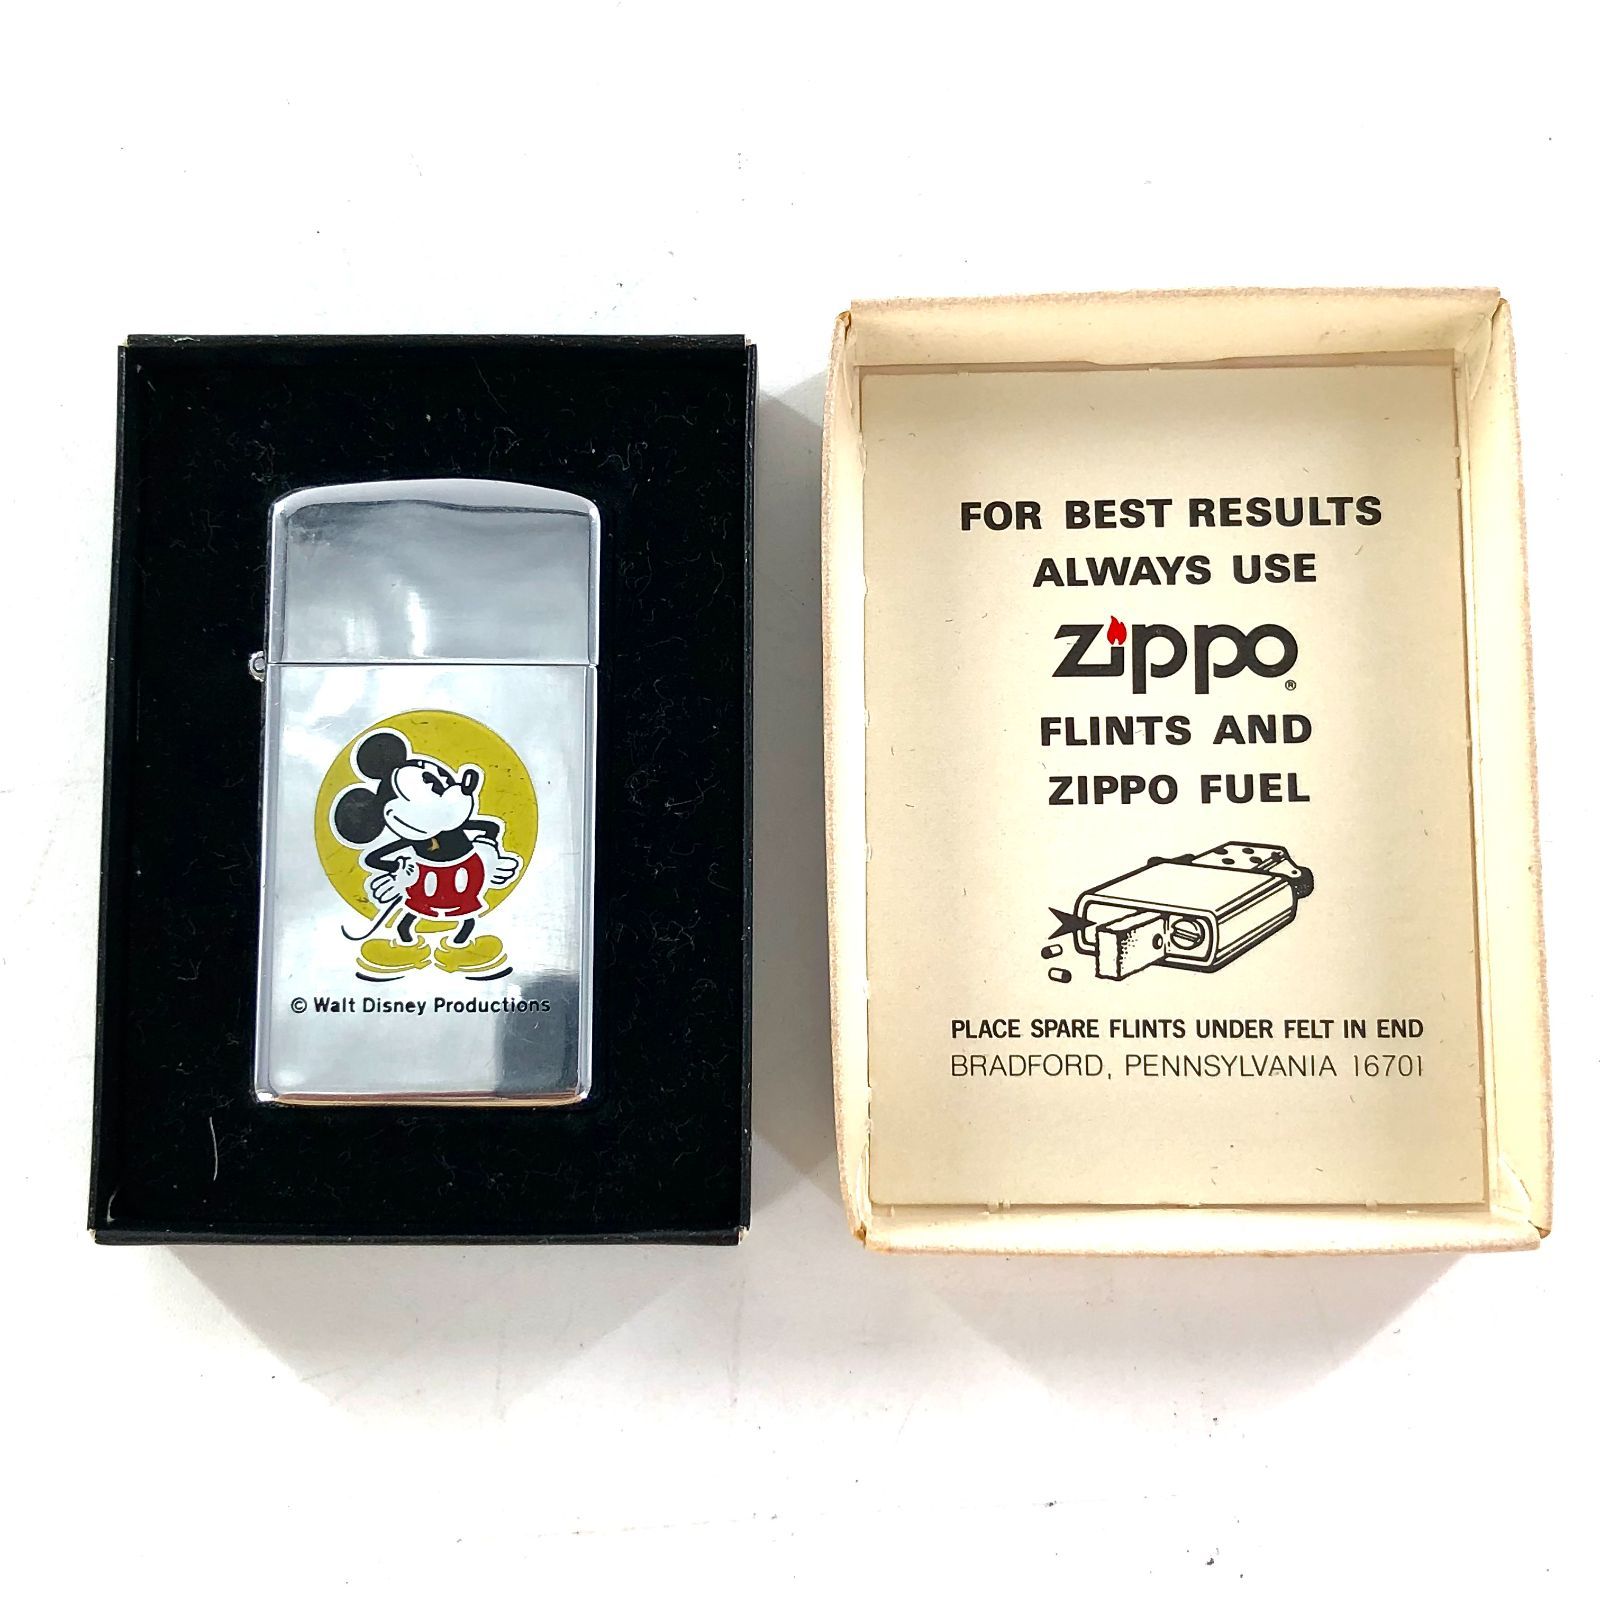 © Walt Disney Productions
FOR BEST RESULTS
ALWAYS USE
Zippo®
FLINTS AND
ZIPPO FUEL
PLACE SPARE FLINTS UNDER FELT IN END
BRADFORD, PENNSYLVANIA 16701